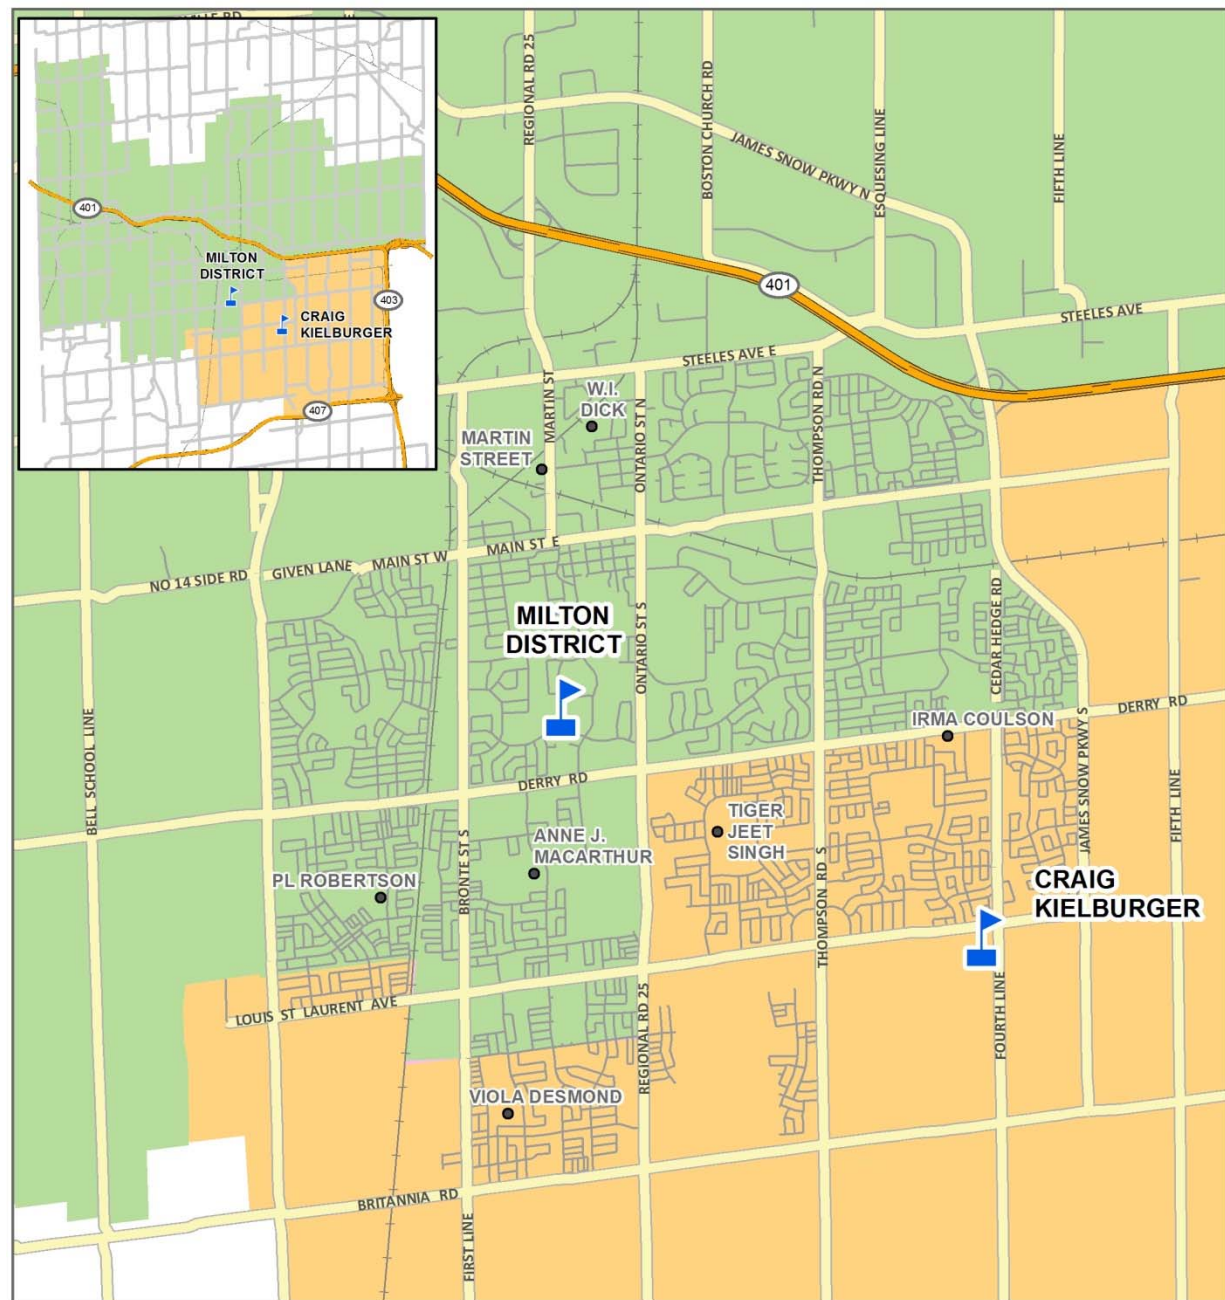 401
MILTON
DISTRICT
CRAIG
KIELBURGER
403
407
REGIONAL RD 25
BOSTON CHURCH RD
JAMES SNOW PKWY N
ESQUESING LINE
FIFTH LINE
401
STEELES AVE
STEELES AVE E
W.I.
DICK
MARTIN ST
MARTIN
STREET
ONTARIO ST N
THOMPSON RD N
MAIN ST E
MAIN ST W
GIVEN LANE
NO 14 SIDE RD
MILTON
DISTRICT
ONTARIO ST S
CEDAR HEDGE RD
IRMA COULSON
DERRY RD
BELL SCHOOL LINE
JAMES SNOW PKWY S
FIFTH LINE
DERRY RD
TIGER
JEET
SINGH
ANNE J.
MACARTHUR
PL ROBERTSON
BRONTE ST S
THOMPSON RD S
CRAIG
KIELBURGER
LOUIS ST LAURENT AVE
REGIONAL RD 25
FOURTH LINE
VIOLA DESMOND
BRITANNIA RD
FIRST LINE